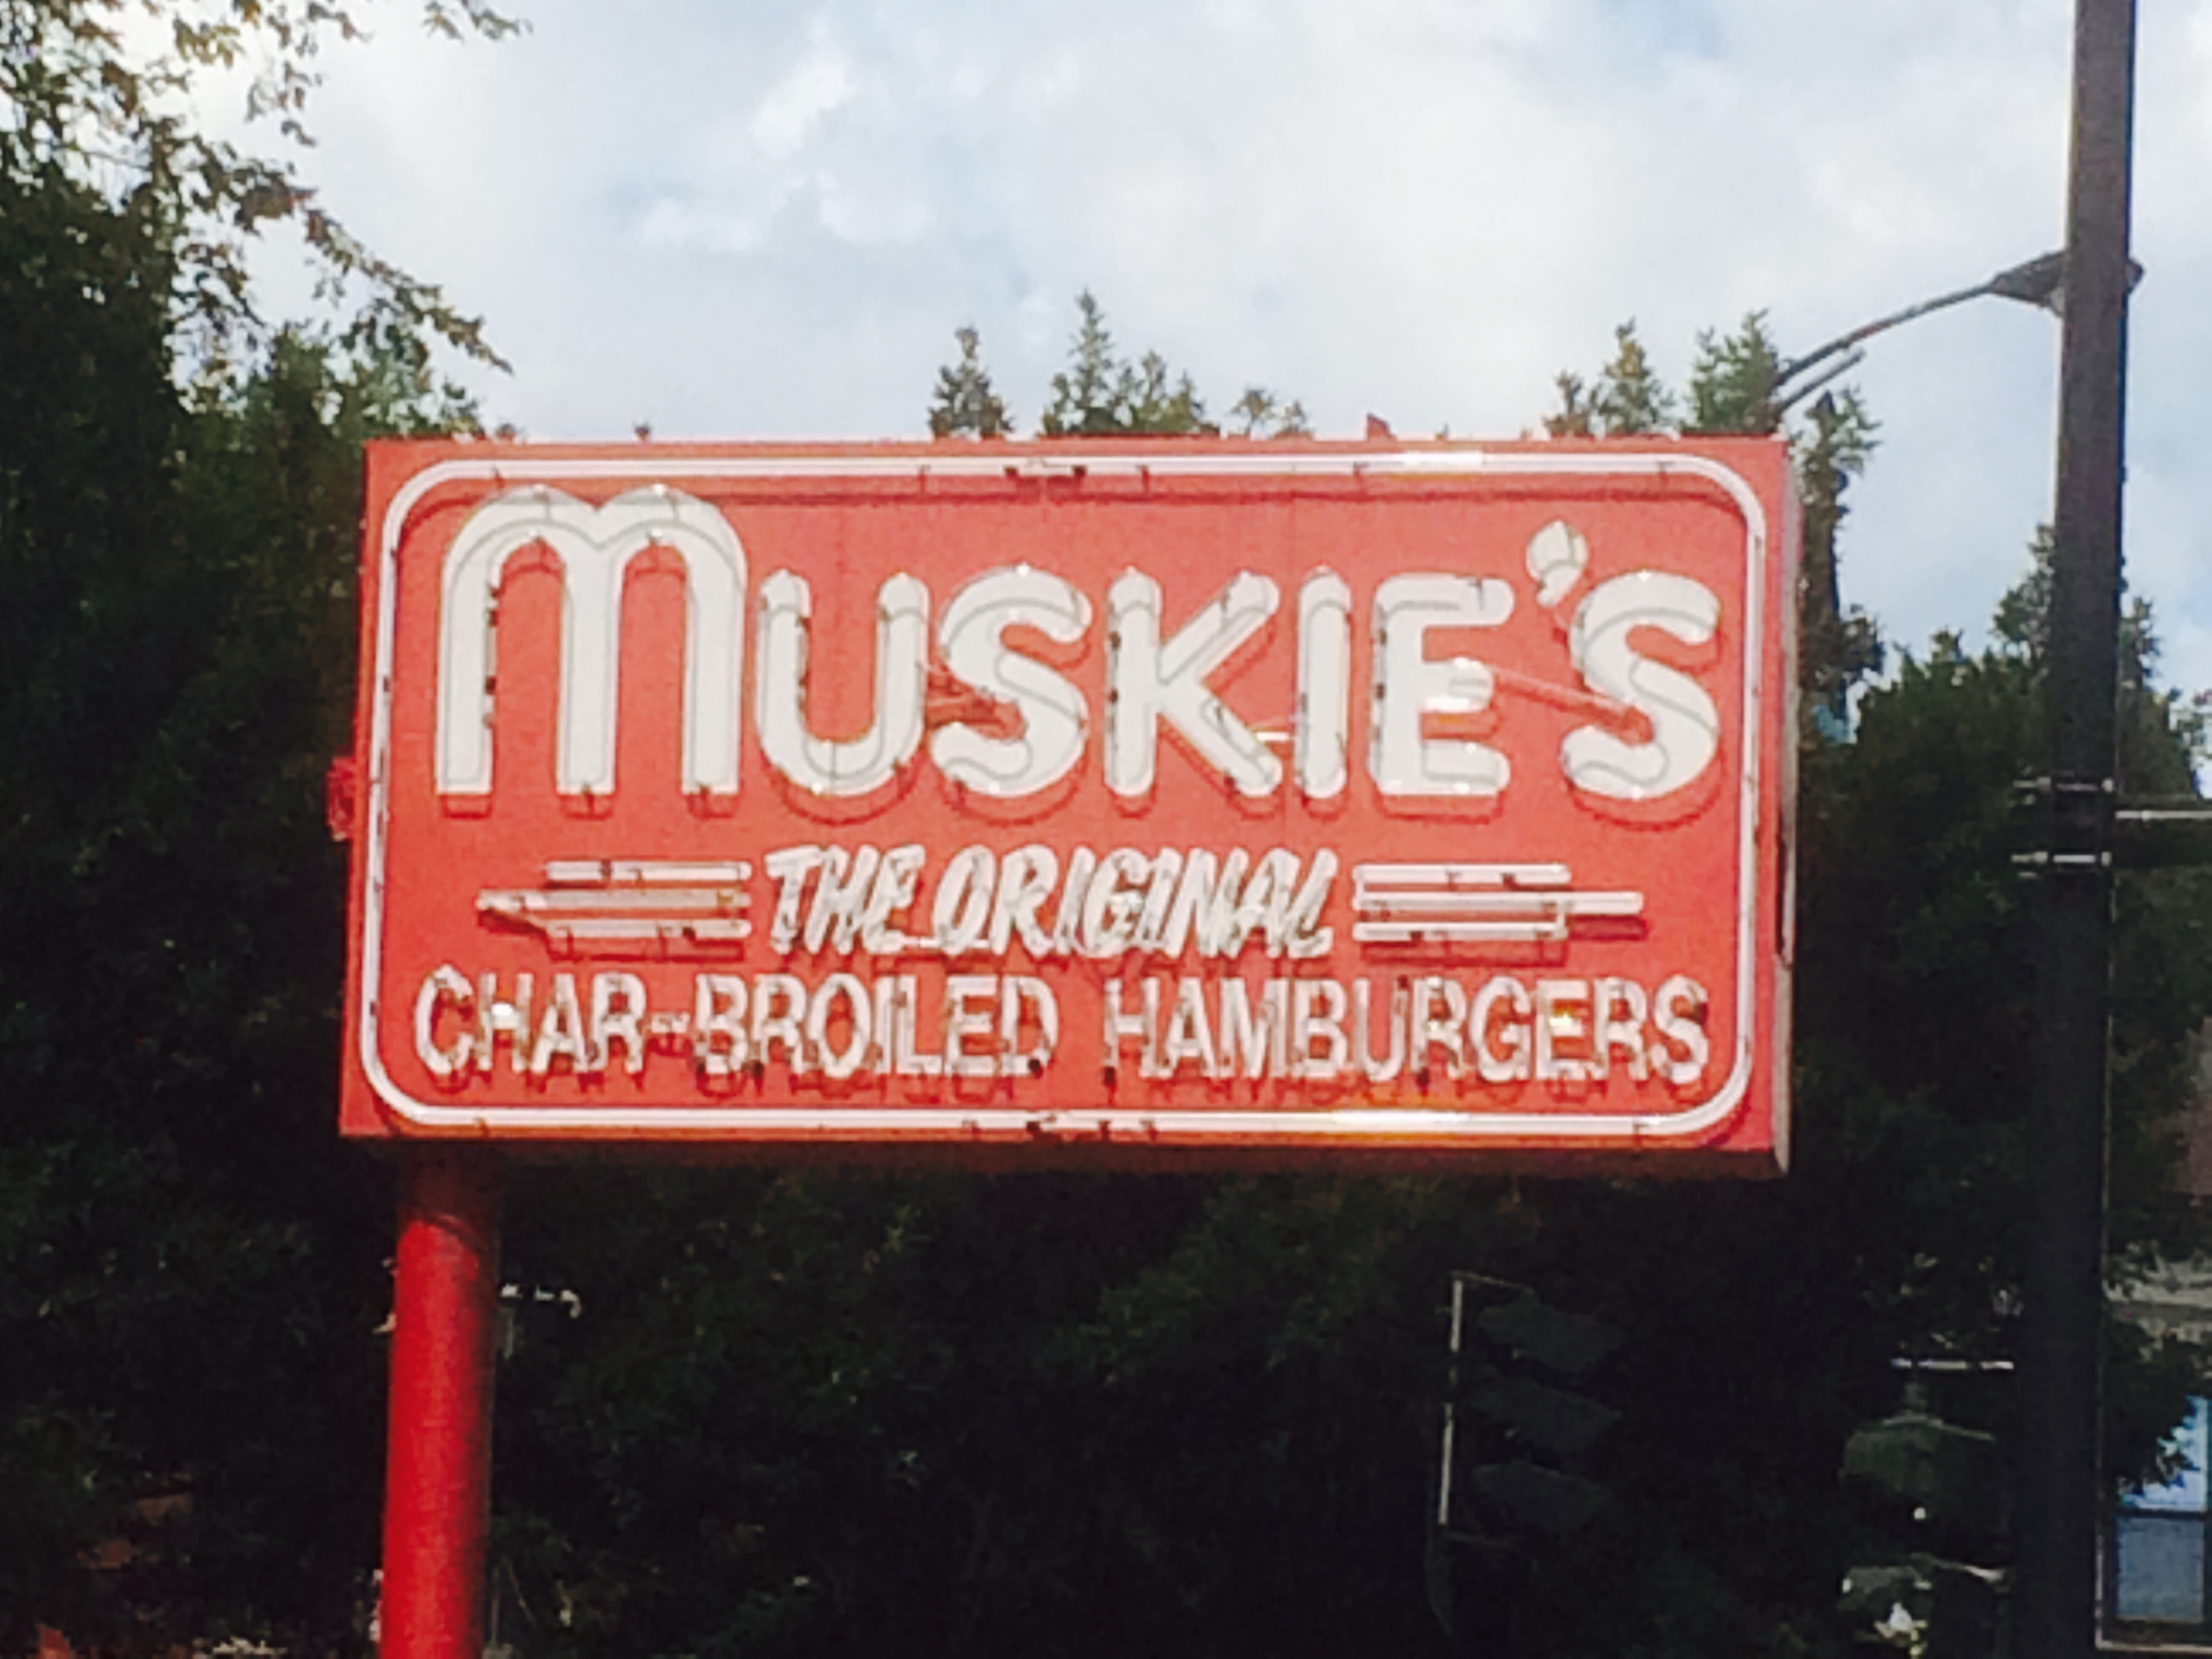 MUSKIE'S
THE ORIGINAL
CHAR-BROILED HAMBURGERS